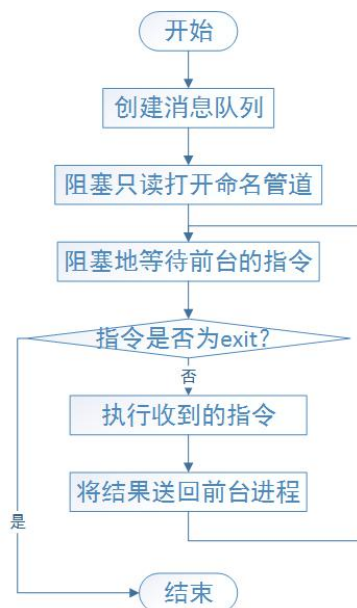 开始
创建消息队列
阻塞只读打开命名管道
阻塞地等待前台的指令
指令是否为exit?
否
执行收到的指令
将结果送回前台进程
是
结束